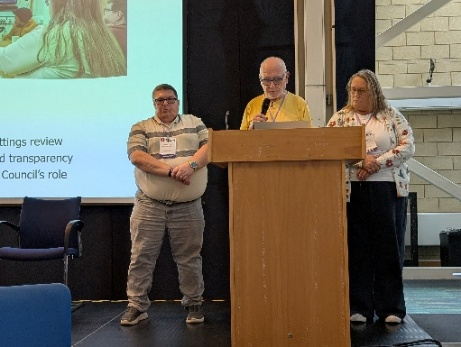 ttings review
d transparency
Council's role